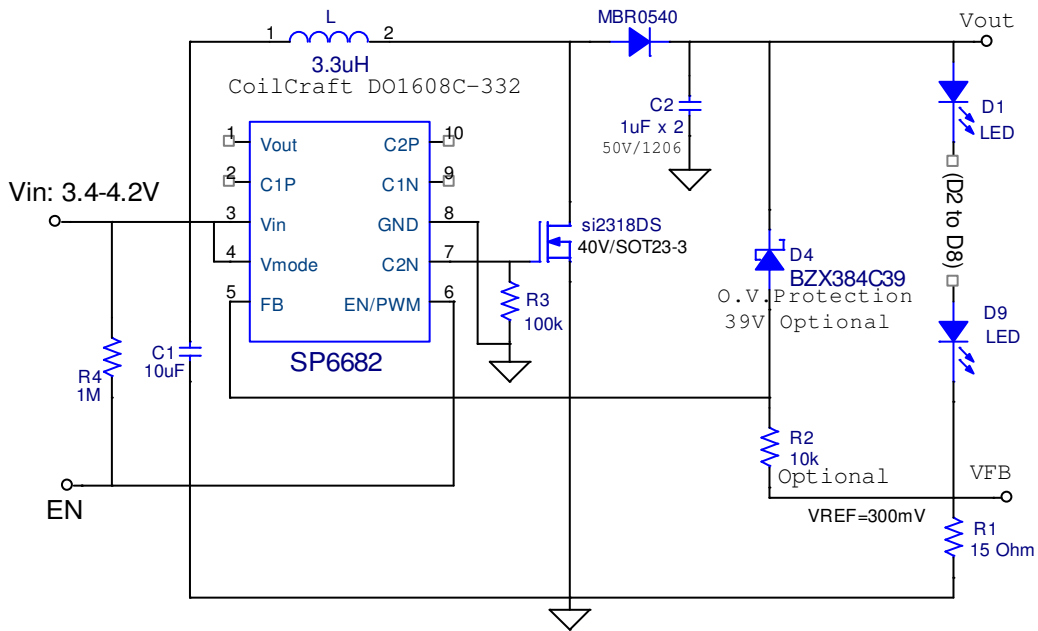 L
MBR0540
Vout
1
2
3.3uH
CoilCraft DO1608C-332
C2
1uF x 2
50V/1206
D1
LED
1
Vout
C2P
10
2
C1P
C1N
9
Vin: 3.4-4.2V
3
Vin
GND
8
4
Vmode
C2N
7
5
FB
EN/PWM
6
SP6682
si2318DS
40V/SOT23-3
(D2 to D8)
D4
BZX384C39
O.V.Protection
39V Optional
R3
100k
D9
LED
C1
10uF
R4
1M
R2
10k
Optional
VFB
EN
VREF=300mV
R1
15 Ohm